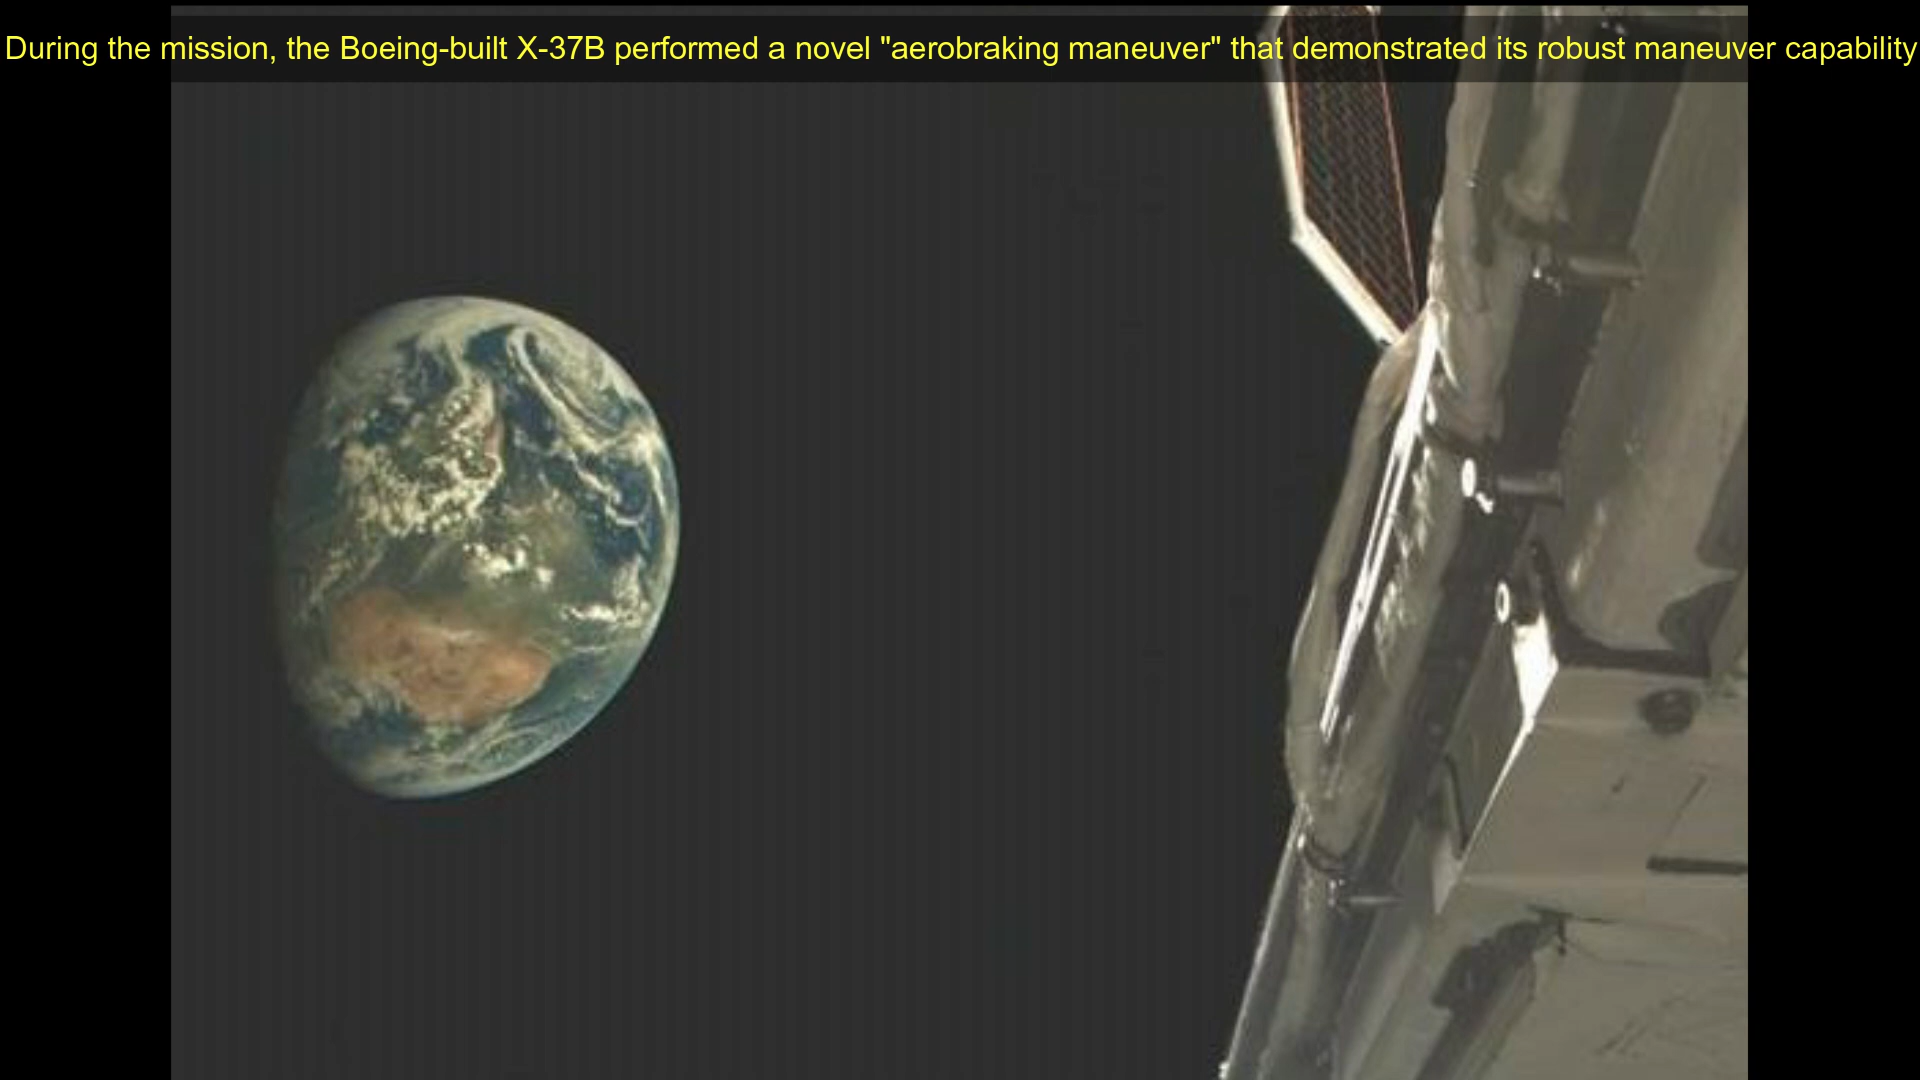 During the mission, the Boeing-built X-37B performed a novel "aerobraking maneuver" that demonstrated its robust maneuver capability